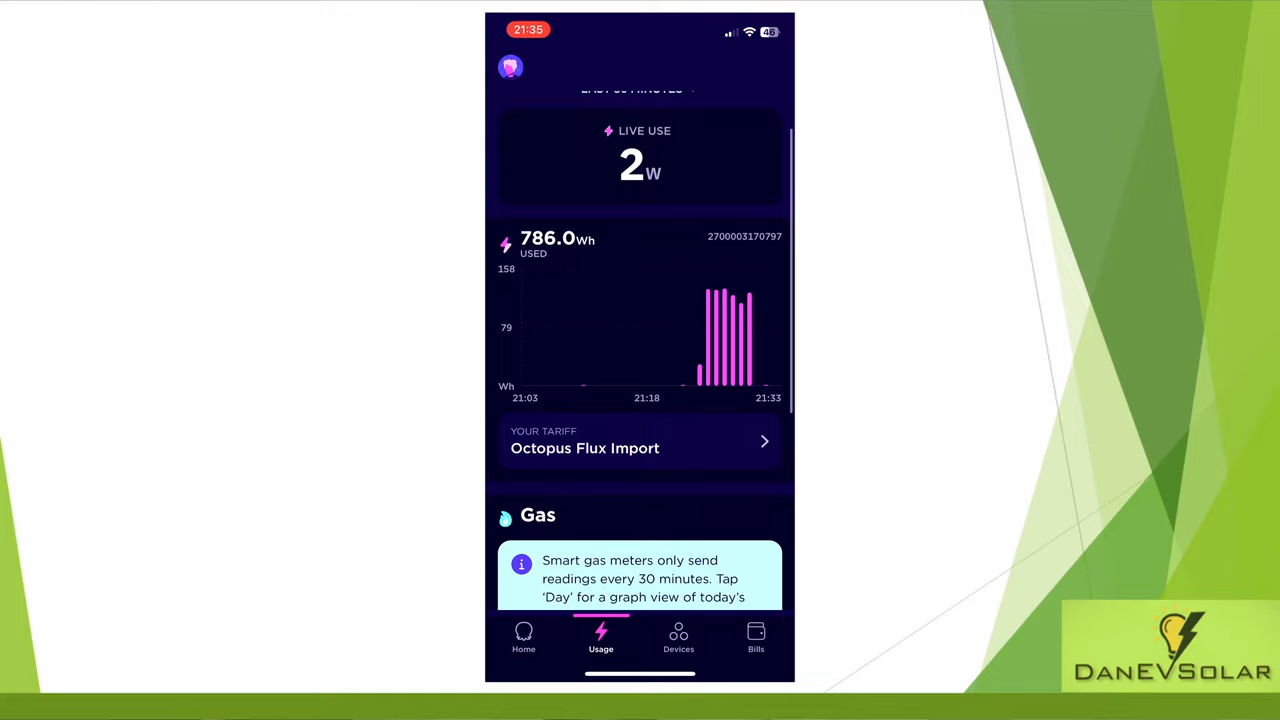 21:35
46
LIVE USE
2W
786.0Wh
2700003170797
USED
158
79
Wh
21:03
21:18
21:33
YOUR TARIFF
Octopus Flux Import
Gas
i
Smart gas meters only send
readings every 30 minutes. Tap
‘Day’ for a graph view of today’s
Home
Usage
Devices
Bills
DANEVSOLAR